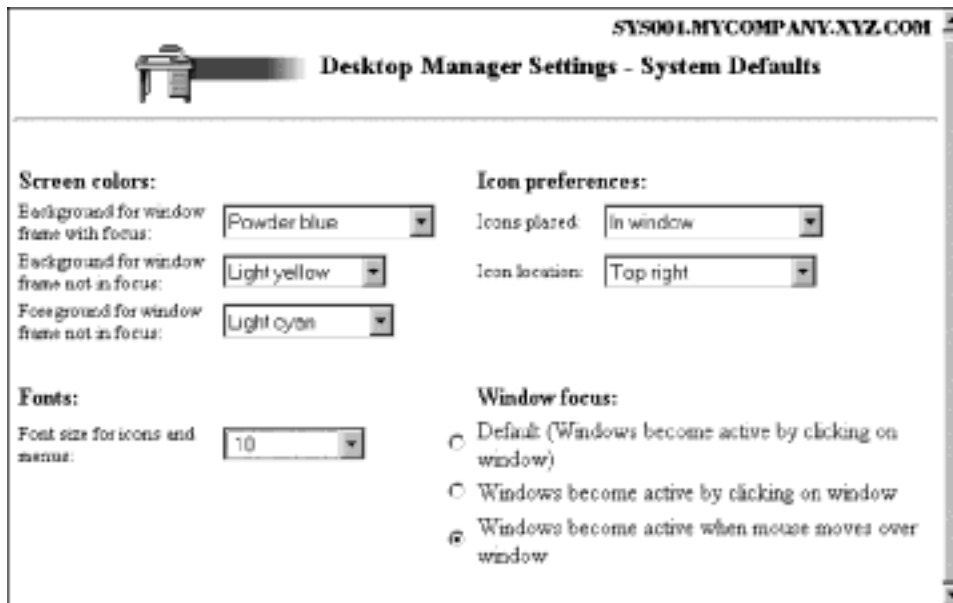 SYS001.MYCOMPANY.XYZ.COM
Desktop Manager Settings - System Defaults
Screen colors:
Background for window
frame with focus:
Powder blue
Background for window
frame not in focus:
Light yellow
Foreground for window
frame not in focus:
Light cyan
Icon preferences:
Icons placed:
In window
Icon location:
Top right
Fonts:
Font size for icons and
menus:
10
Window focus:
Default (Windows become active by clicking on
window)
Windows become active by clicking on window
Windows become active when mouse moves over
window